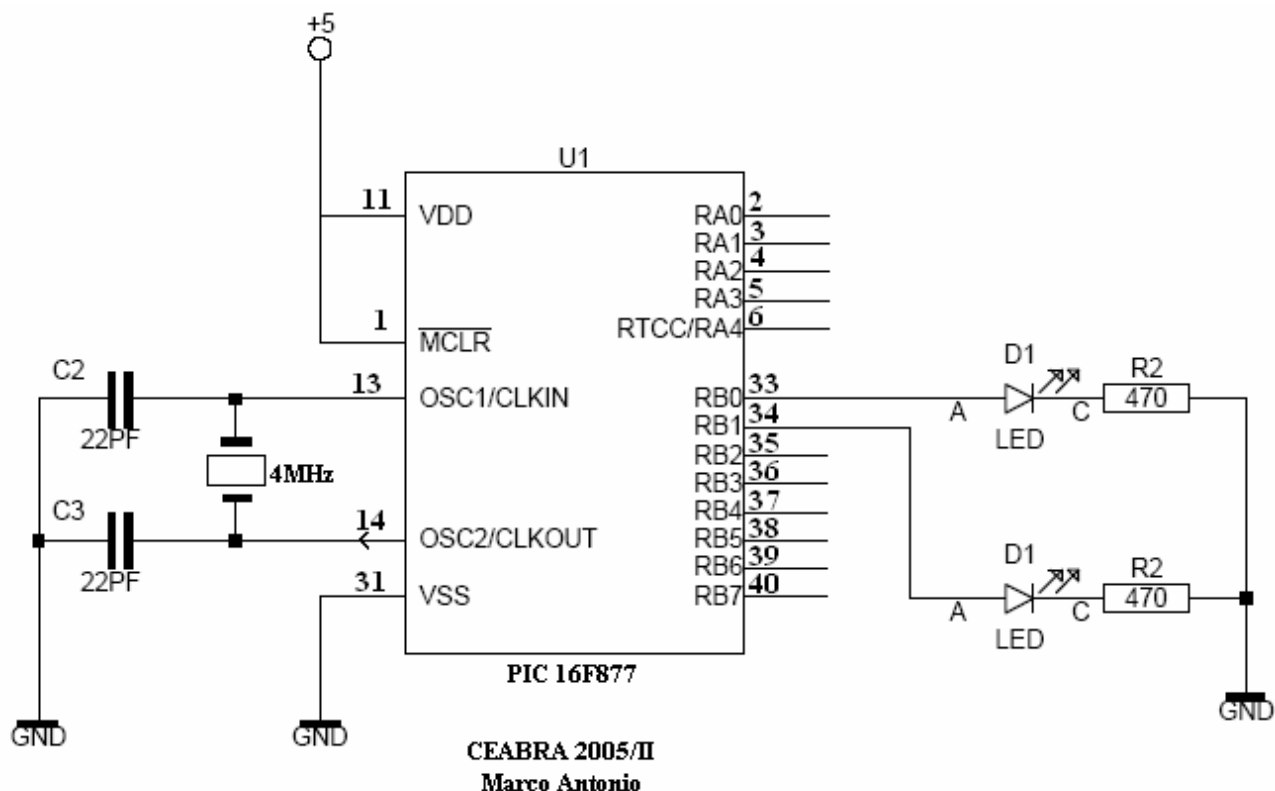 +5
U1
11
VDD
RA0
2
RA1
3
RA2
4
RA3
5
1
MCLR
RTCC/RA4
6
C2
22PF
13
OSC1/CLKIN
RB0
33
RB1
34
RB2
35
RB3
36
RB4
37
RB5
38
RB6
39
RB7
40
4MHz
C3
22PF
14
OSC2/CLKOUT
31
VSS
D1
A
C
LED
R2
470
D1
A
C
LED
R2
470
PIC 16F877
GND
GND
GND
CEABRA 2005/II
Marco Antonio